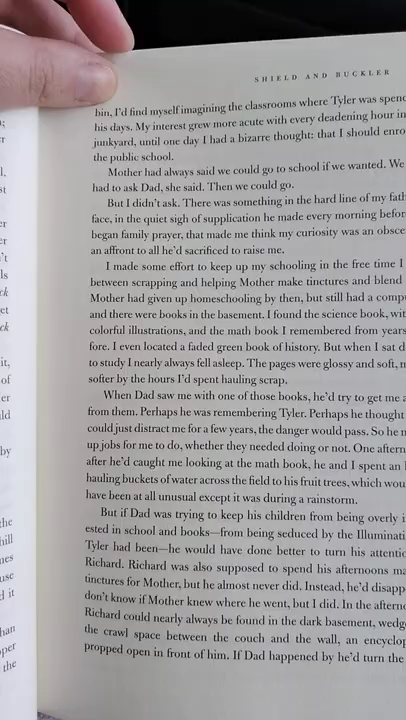 SHIELD AND BUCKLER
bin, I'd find myself imagining the classrooms where Tyler was
his days. My interest grew more acute with every deadening hour in
junkyard, until one day I had a bizarre thought: that I should
the public school.
Mother had always said we could go to school if we wanted. We
had to ask Dad, she said. Then we could go.
But I didn't ask. There was something in the hard line of my
face, in the quiet sigh of supplication he made every morning
began family prayer, that made me think my curiosity was an
an affront to all he'd sacrificed to raise me.
I made some effort to keep up my schooling in the free time I
between scrapping and helping Mother make tinctures and blend
Mother had given up homeschooling by then, but still had a
and there were books in the basement. I found the science book,
colorful illustrations, and the math book I remembered from years
fore. I even located a faded green book of history. But when I sat
to study I nearly always fell asleep. The pages were glossy and soft,
softer by the hours I'd spent hauling scrap.
When Dad saw me with one of those books, he'd try to get me
from them. Perhaps he was remembering Tyler. Perhaps he thought
could just distract me for a few years, the danger would pass. So he
up jobs for me to do, whether they needed doing or not. One
after he'd caught me looking at the math book, he and I spent an
hauling buckets of water across the field to his fruit trees, which
have been at all unusual except it was during a rainstorm.
But if Dad was trying to keep his children from being overly
ested in school and books—from being seduced by the Illuminati
Tyler had been—he would have done better to turn his
Richard. Richard was also supposed to spend his afternoons
tinctures for Mother, but he almost never did. Instead, he'd
don't know if Mother knew where he went, but I did. In the
Richard could nearly always be found in the dark basement,
the crawl space between the couch and the wall, an
propped open in front of him. If Dad happened by he'd turn the